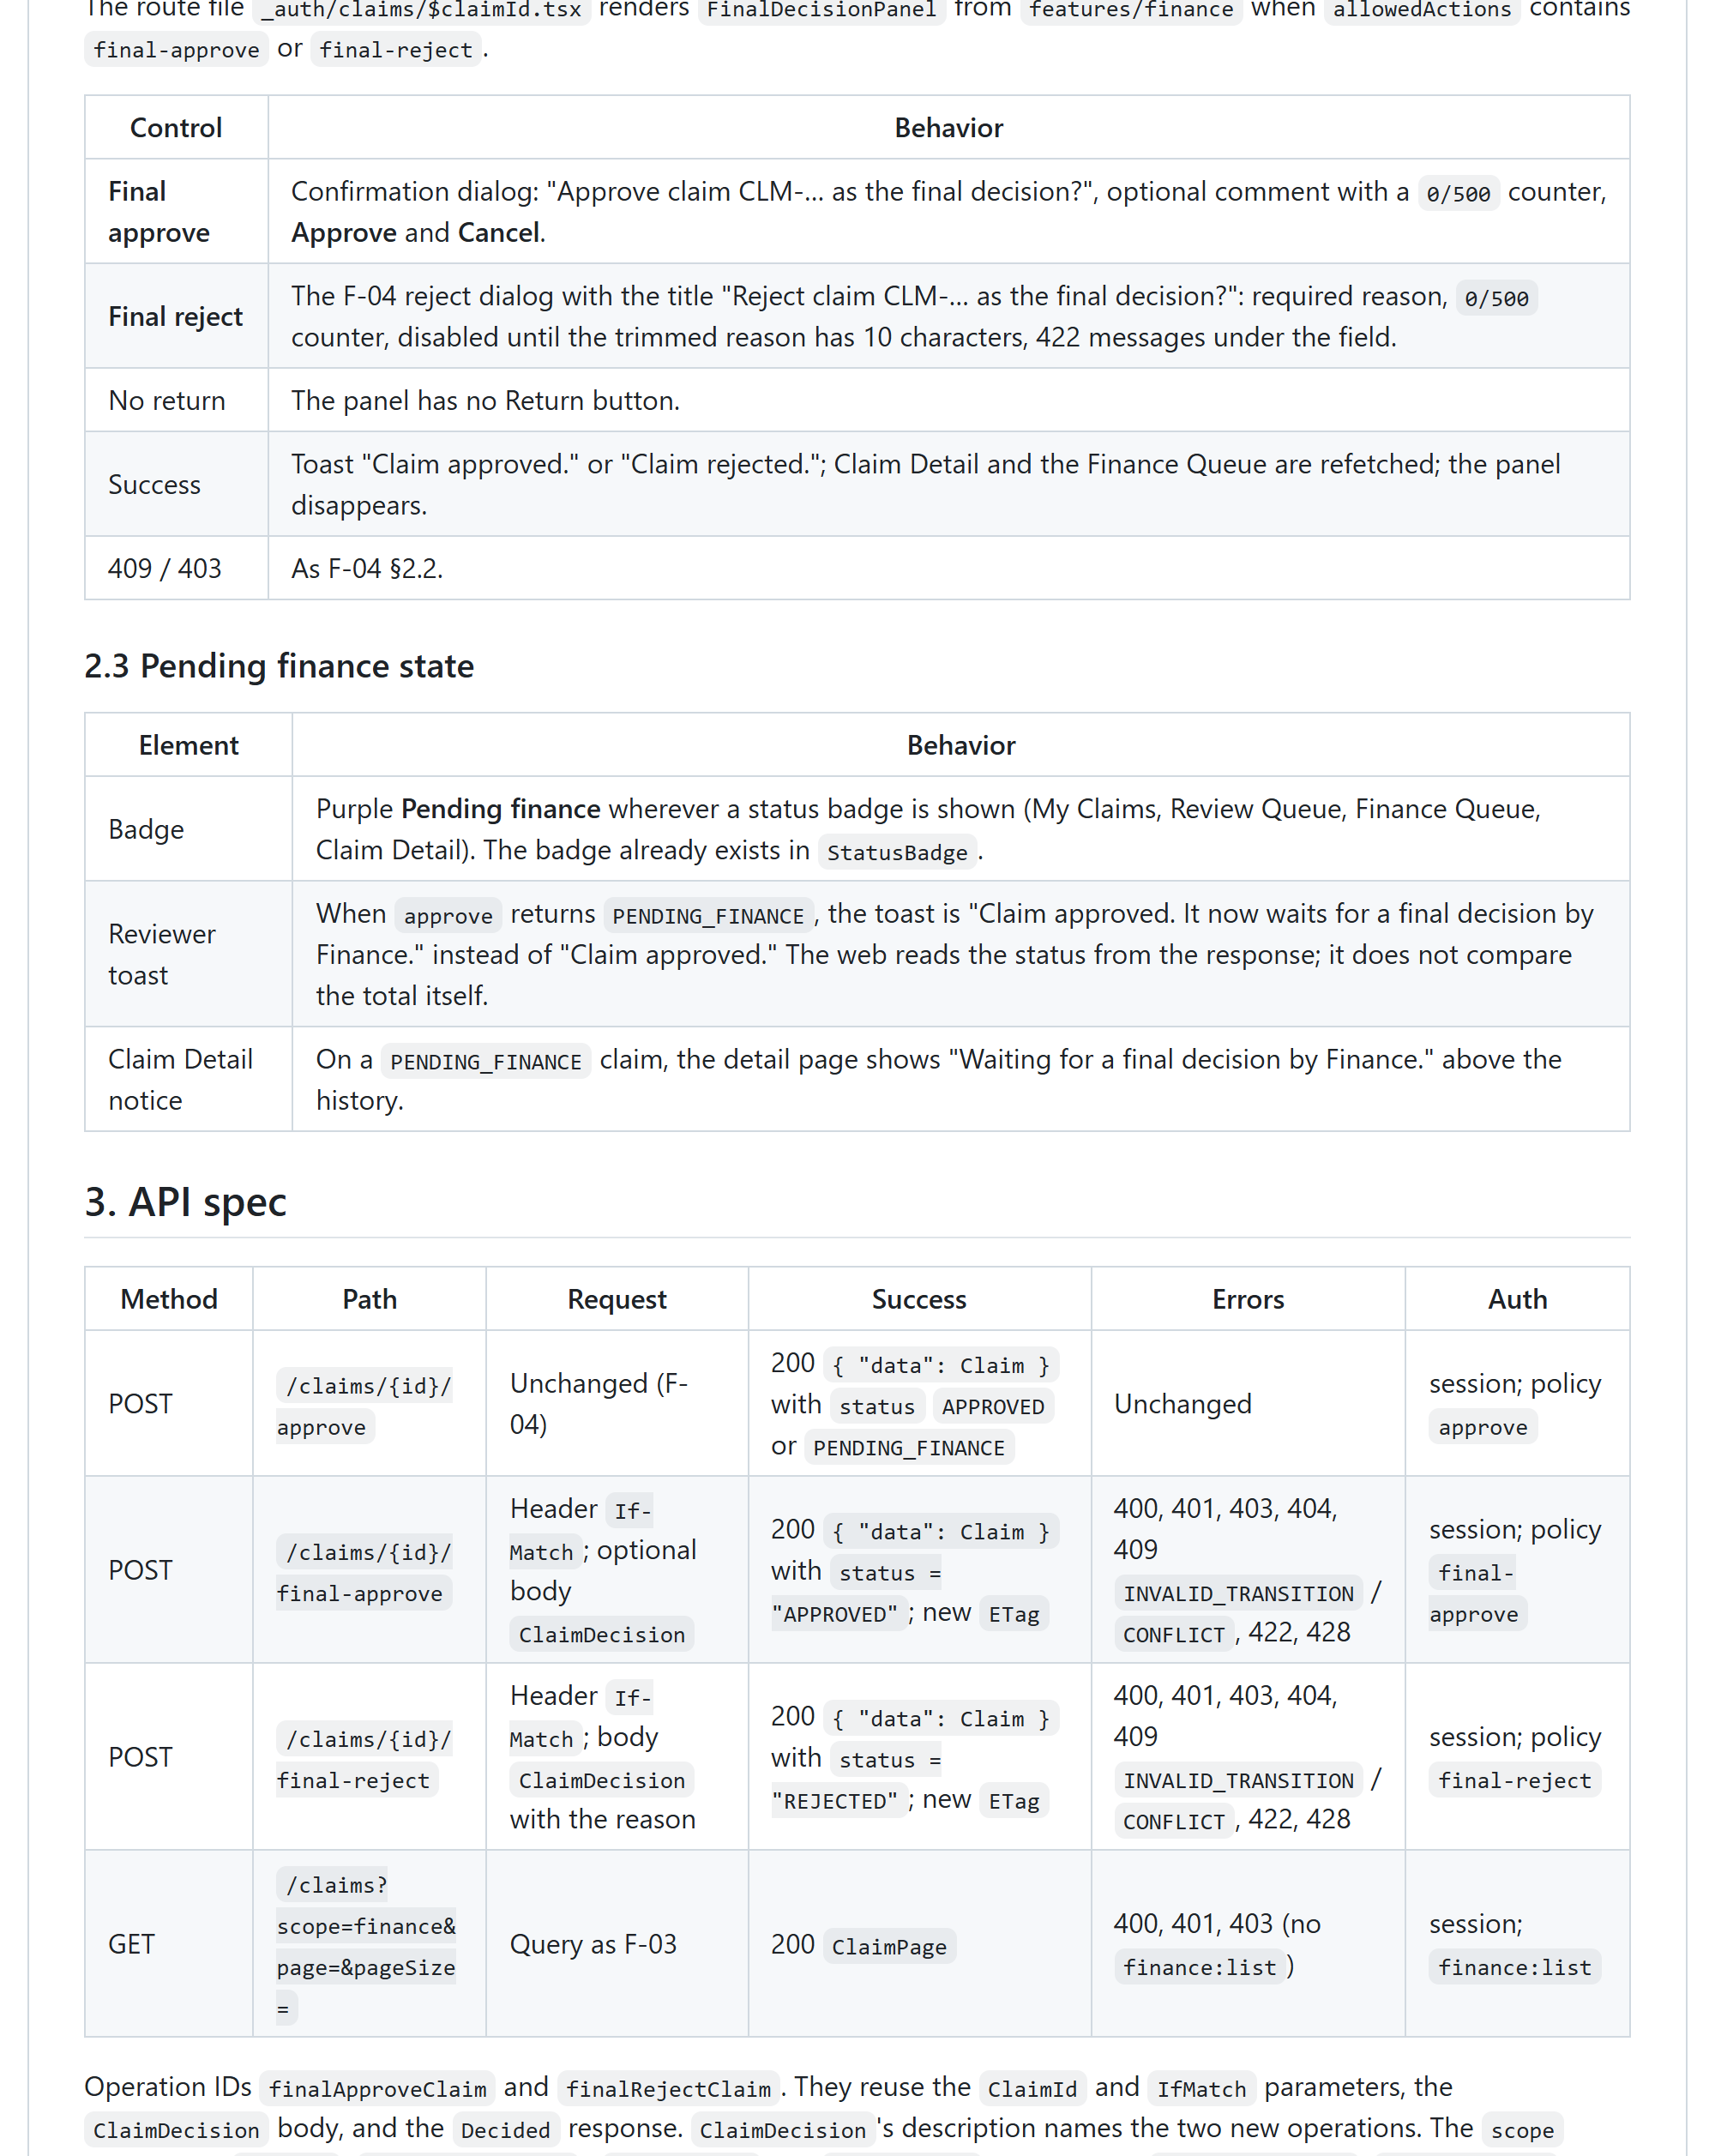 The route file _auth/claims/$claimId.tsx renders FinalDecisionPanel from features/finance when allowedActions contains
final-approve or final-reject.
Control Behavior
Final
approve
Confirmation dialog: "Approve claim CLM-... as the final decision?", optional comment with a 0/500 counter,
Approve and Cancel.
Final reject
The F-04 reject dialog with the title "Reject claim CLM-... as the final decision?": required reason, 0/500
counter, disabled until the trimmed reason has 10 characters, 422 messages under the field.
No return
The panel has no Return button.
Success
Toast "Claim approved." or "Claim rejected."; Claim Detail and the Finance Queue are refetched; the panel
disappears.
409 / 403
As F-04 §2.2.
2.3 Pending finance state
Element Behavior
Badge
Purple Pending finance wherever a status badge is shown (My Claims, Review Queue, Finance Queue,
Claim Detail). The badge already exists in StatusBadge.
Reviewer
toast
When approve returns PENDING_FINANCE, the toast is "Claim approved. It now waits for a final decision by
Finance." instead of "Claim approved." The web reads the status from the response; it does not compare
the total itself.
Claim Detail
notice
On a PENDING_FINANCE claim, the detail page shows "Waiting for a final decision by Finance." above the
history.
3. API spec
Method Path Request Success Errors Auth
POST
/claims/{id}/
approve
Unchanged (F-
04)
200 { "data": Claim }
with status APPROVED
or PENDING_FINANCE
Unchanged
session; policy
approve
POST
/claims/{id}/
final-approve
Header If-
Match; optional
body
ClaimDecision
200 { "data": Claim }
with status =
"APPROVED"; new ETag
400, 401, 403, 404,
409
INVALID_TRANSITION /
CONFLICT, 422, 428
session; policy
final-
approve
POST
/claims/{id}/
final-reject
Header If-
Match; body
ClaimDecision
with the reason
200 { "data": Claim }
with status =
"REJECTED"; new ETag
400, 401, 403, 404,
409
INVALID_TRANSITION /
CONFLICT, 422, 428
session; policy
final-reject
GET
/claims?
scope=finance&
page=&pageSize
=
Query as F-03
200 ClaimPage
400, 401, 403 (no
finance:list)
session;
finance:list
Operation IDs finalApproveClaim and finalRejectClaim. They reuse the ClaimId and IfMatch parameters, the
ClaimDecision body, and the Decided response. ClaimDecision's description names the two new operations. The scope